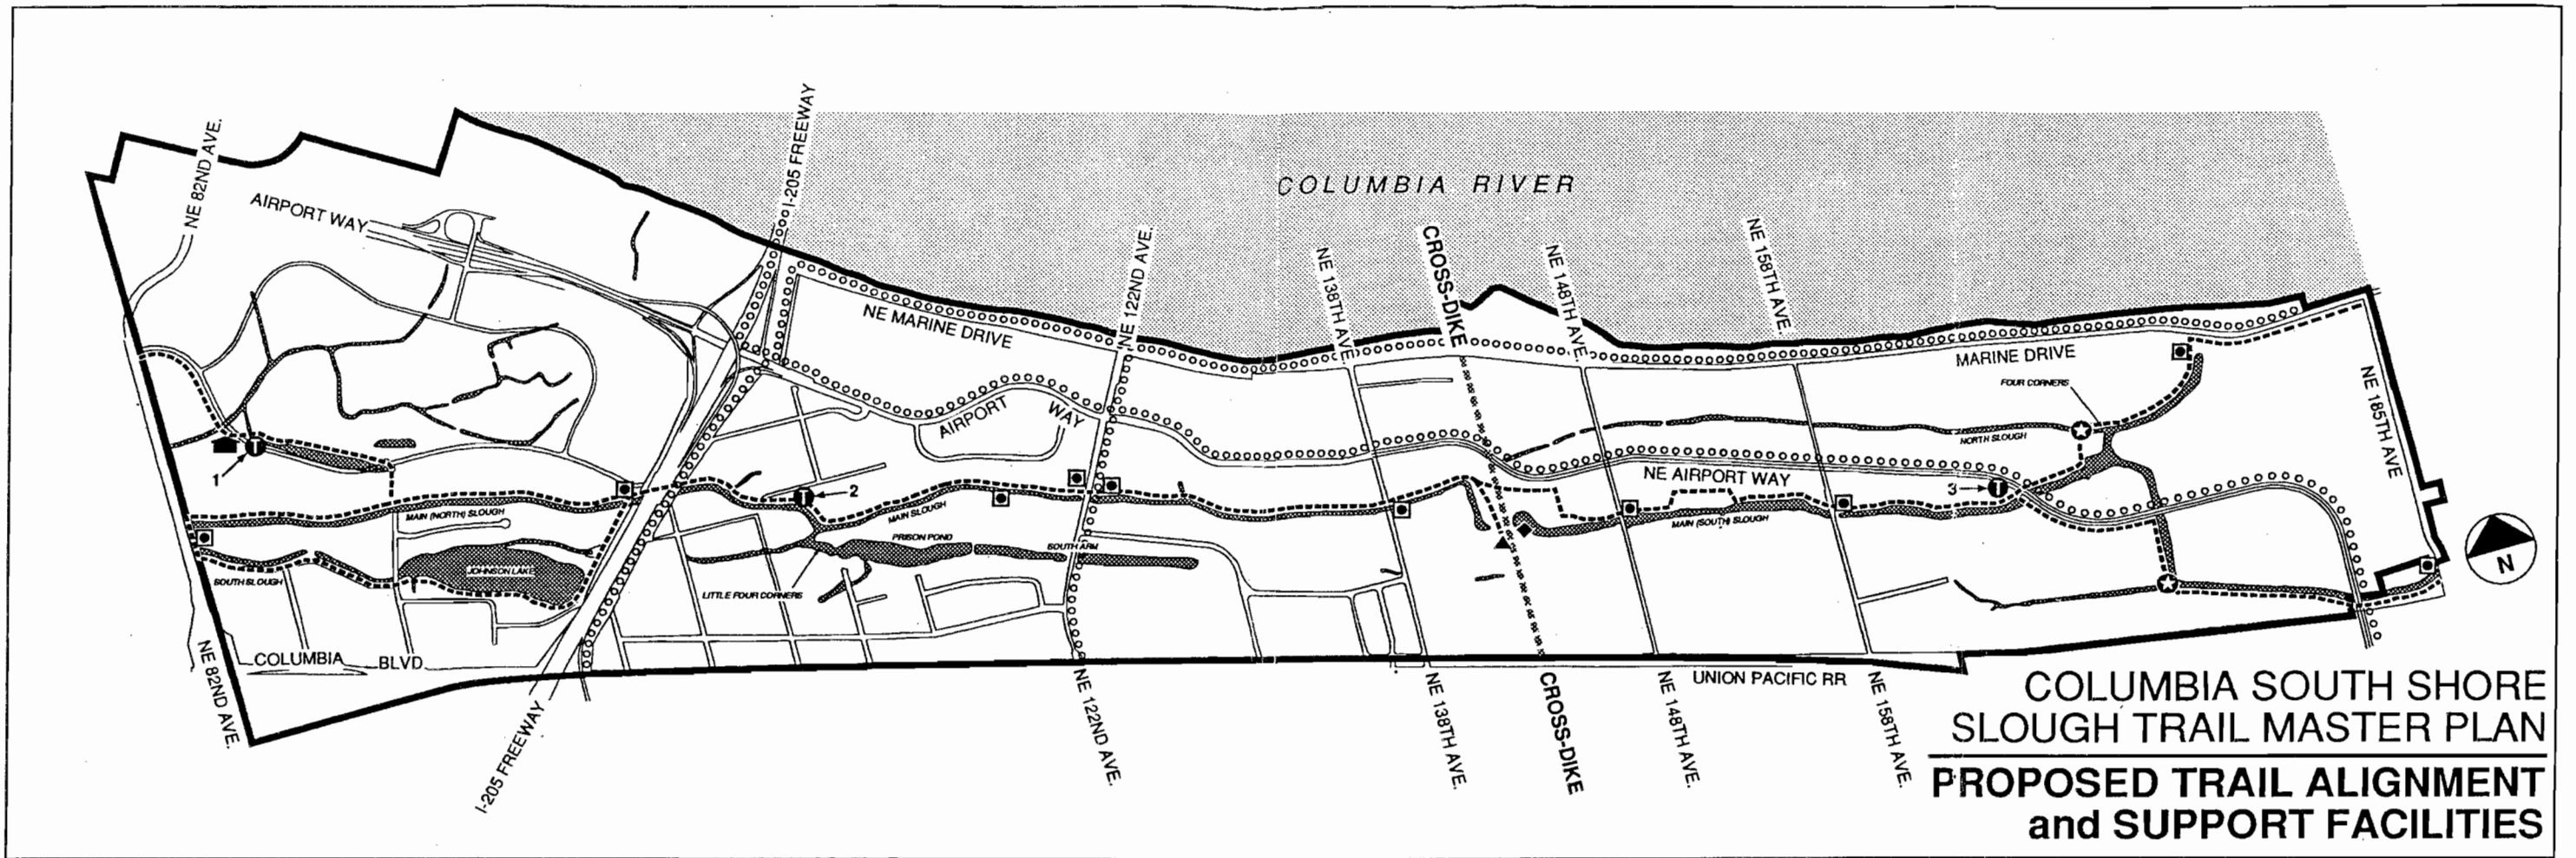 NE 82ND AVE.
AIRPORT WAY
I-205 FREEWAY
COLUMBIA RIVER
NE MARINE DRIVE
NE 122ND AVE.
NE 138TH AVE.
CROSS-DIKE
NE 148TH AVE.
NE 158TH AVE.
MARINE DRIVE
FOUR CORNERS
NE 185TH AVE
AIRPORT WAY
NORTH SLOUGH
NE AIRPORT WAY
1
2
3
MAIN (NORTH) SLOUGH
MAIN SLOUGH
MAIN (SOUTH) SLOUGH
PRISON POND
SOUTH ARM
JOHNSON LAKE
SOUTH SLOUGH
LITTLE FOUR CORNERS
N
COLUMBIA BLVD
NE 82ND AVE.
I-205 FREEWAY
NE 122ND AVE.
NE 138TH AVE.
CROSS-DIKE
NE 148TH AVE.
UNION PACIFIC RR
NE 158TH AVE.
COLUMBIA SOUTH SHORE
SLOUGH TRAIL MASTER PLAN
PROPOSED TRAIL ALIGNMENT
and SUPPORT FACILITIES